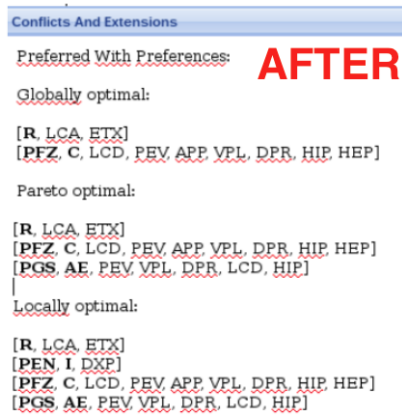 Conflicts And Extensions
Preferred With Preferences:
AFTER
Globally optimal:
[R, LCA, ETX]
[PFZ, C, LCD, PEV, APP, VPL, DPR, HIP, HEP]
Pareto optimal:
[R, LCA, ETX]
[PFZ, C, LCD, PEV, APP, VPL, DPR, HIP, HEP]
[PGS, AE, PEV, VPL, DPR, LCD, HIP]
Locally optimal:
[R, LCA, ETX]
[PEN, I, DXP]
[PFZ, C, LCD, PEV, APP, VPL, DPR, HIP, HEP]
[PGS, AE, PEV, VPL, DPR, LCD, HIP]